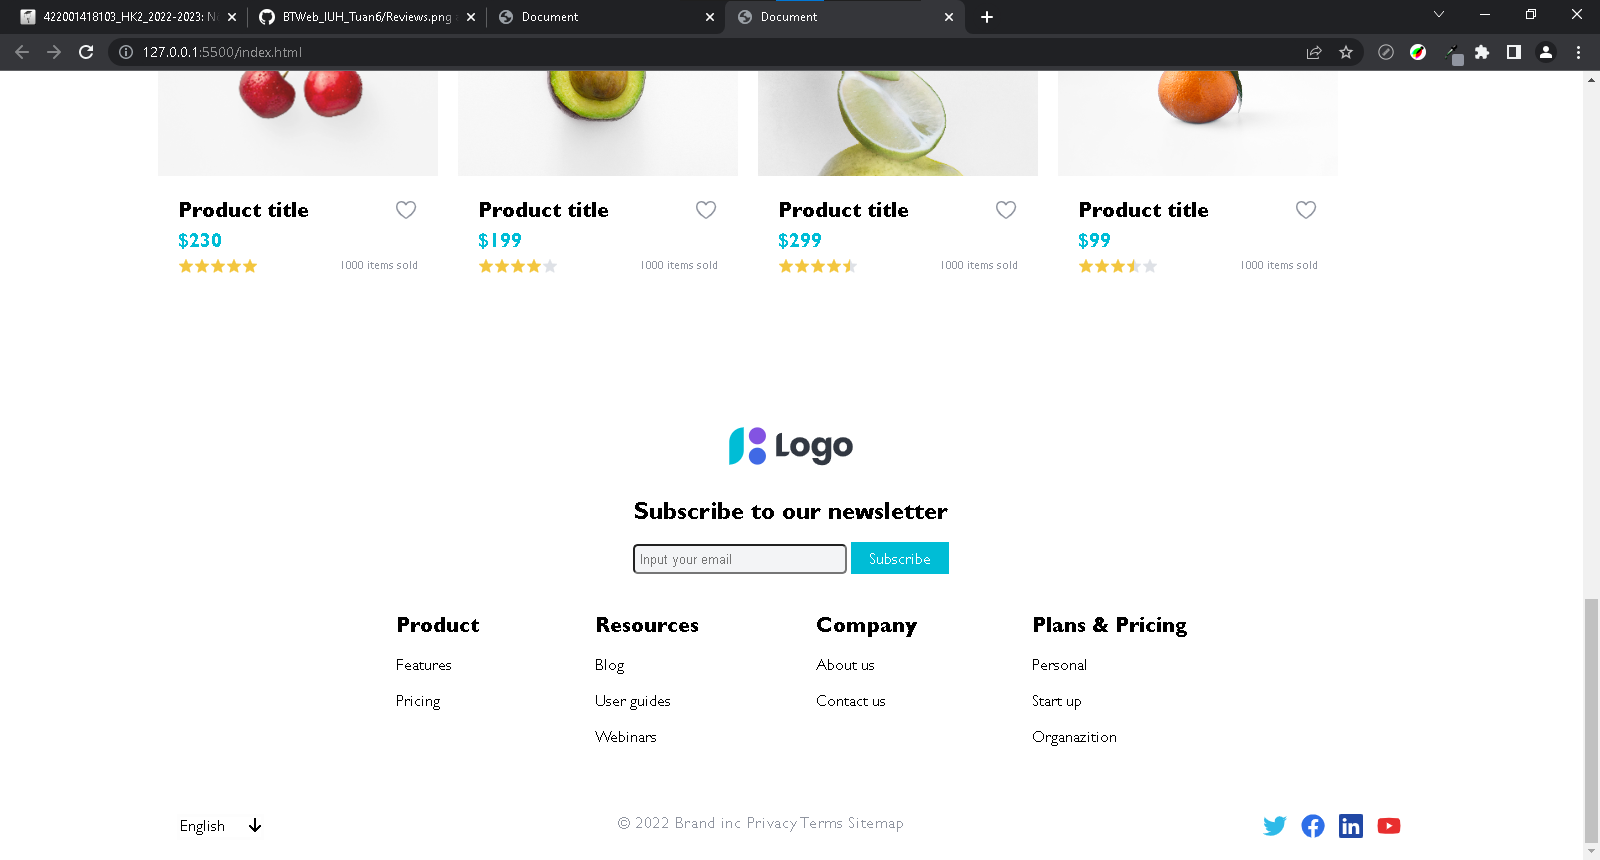 422001418103_HK2_2022-2023: N
BTWeb_IUH_Tuan6/Reviews.png
Document
Document
127.0.0.1:5500/index.html
Product title
$230
1000 items sold
Product title
$199
1000 items sold
Product title
$299
1000 items sold
Product title
$99
1000 items sold
Logo
Subscribe to our newsletter
Input your email
Subscribe
Product
Features
Pricing
Resources
Blog
User guides
Webinars
Company
About us
Contact us
Plans & Pricing
Personal
Start up
Organazition
English
© 2022 Brand inc Privacy Terms Sitemap
in